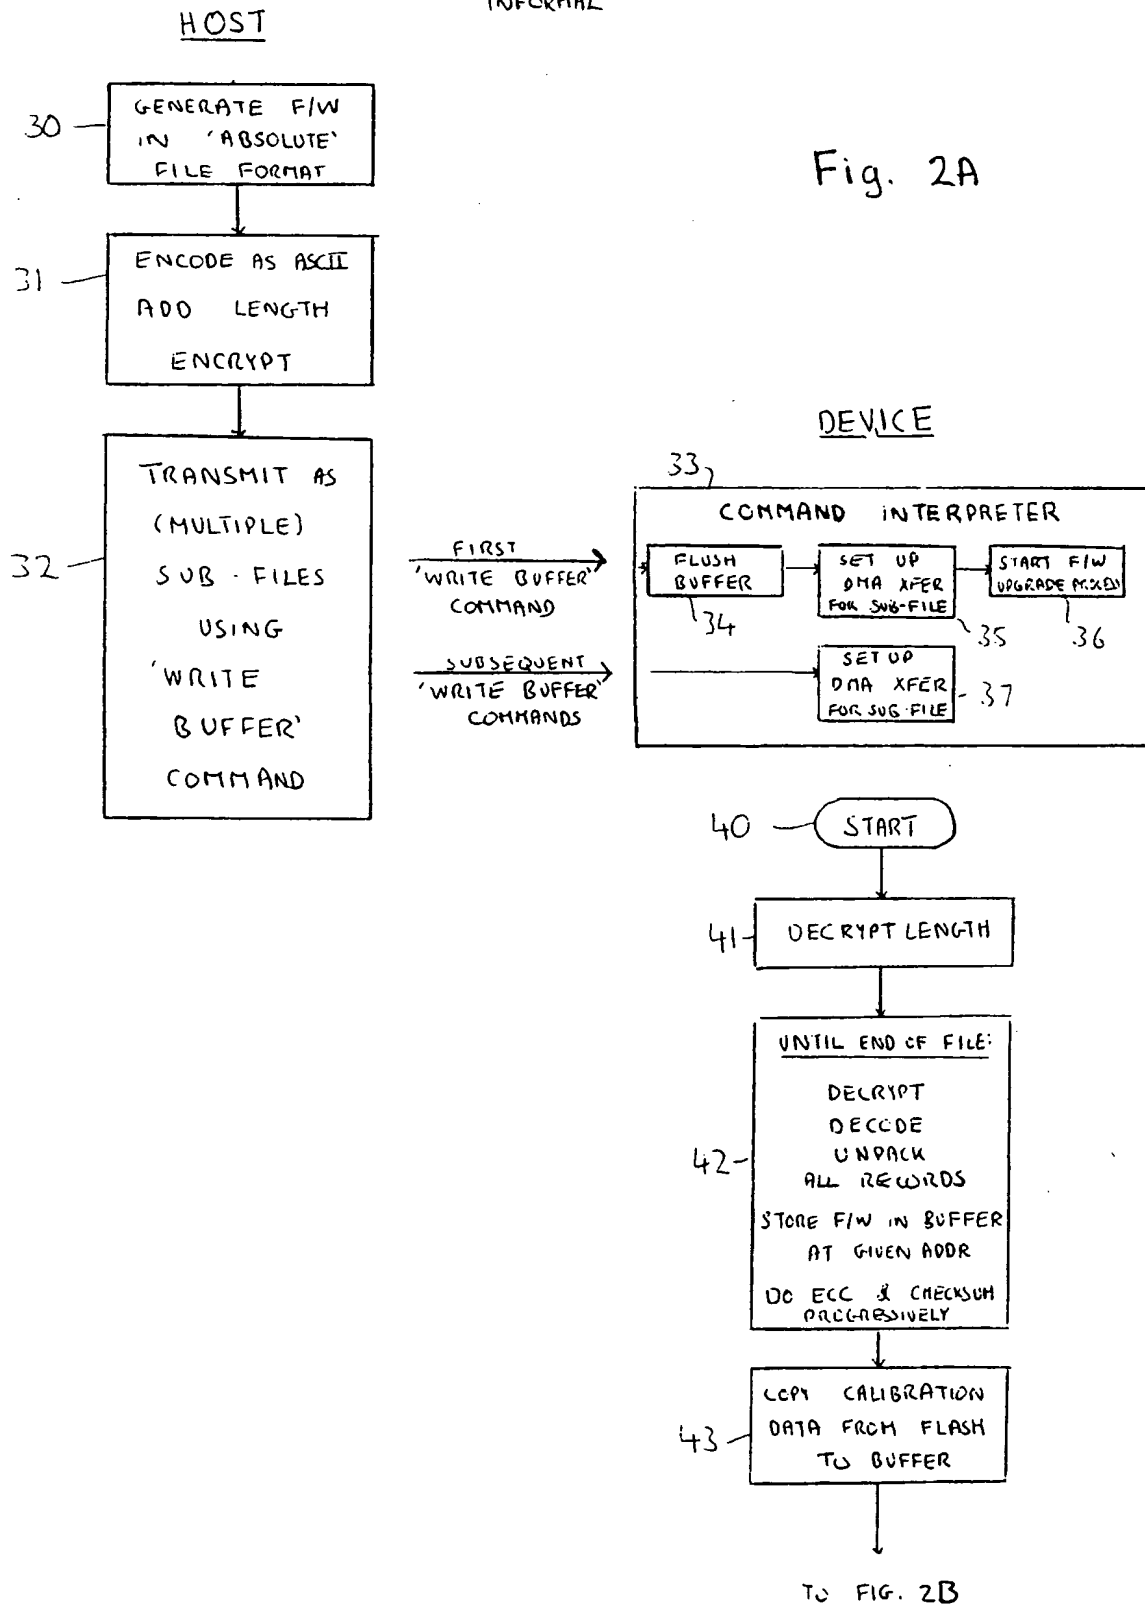 INFORMAL
HOST
30
GENERATE F/W
IN 'ABSOLUTE'
FILE FORMAT
Fig. 2A
31
ENCODE AS ASCII
ADD LENGTH
ENCRYPT
32
TRANSMIT AS
(MULTIPLE)
SUB-FILES
USING
'WRITE
BUFFER'
COMMAND
FIRST
'WRITE BUFFER'
COMMAND
SUBSEQUENT
'WRITE BUFFER'
COMMANDS
DEVICE
33
COMMAND INTERPRETER
FLUSH
BUFFER
34
SET UP
DMA XFER
FOR SUB-FILE
35
START F/W
UPGRADE
36
SET UP
DMA XFER
FOR SUB-FILE
37
40
START
41
DECRYPT LENGTH
42
UNTIL END OF FILE:
DECRYPT
DECODE
UNPACK
ALL RECORDS
STORE F/W IN BUFFER
AT GIVEN ADDR
DO ECC & CHECKSUM
PROGRESSIVELY
43
COPY CALIBRATION
DATA FROM FLASH
TO BUFFER
TO FIG. 2B